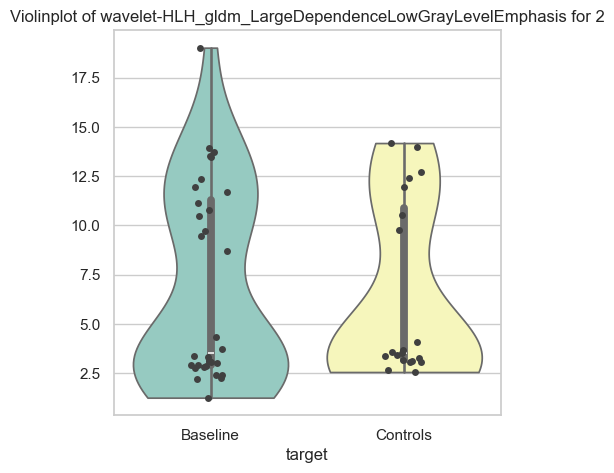 Violinplot of wavelet-HLH_gldm_LargeDependenceLowGrayLevelEmphasis for 2
17.5
15.0
12.5
10.0
7.5
5.0
2.5
Baseline Controls
target